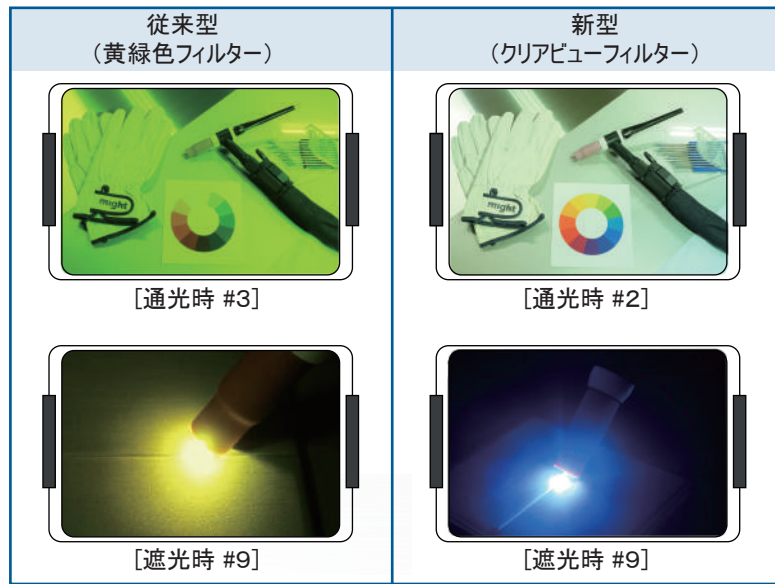 従来型
（黄緑色フィルター）
新型
（クリアビューフィルター）
might
might
［通光時 #3］
［通光時 #2］
［遮光時 #9］
［遮光時 #9］